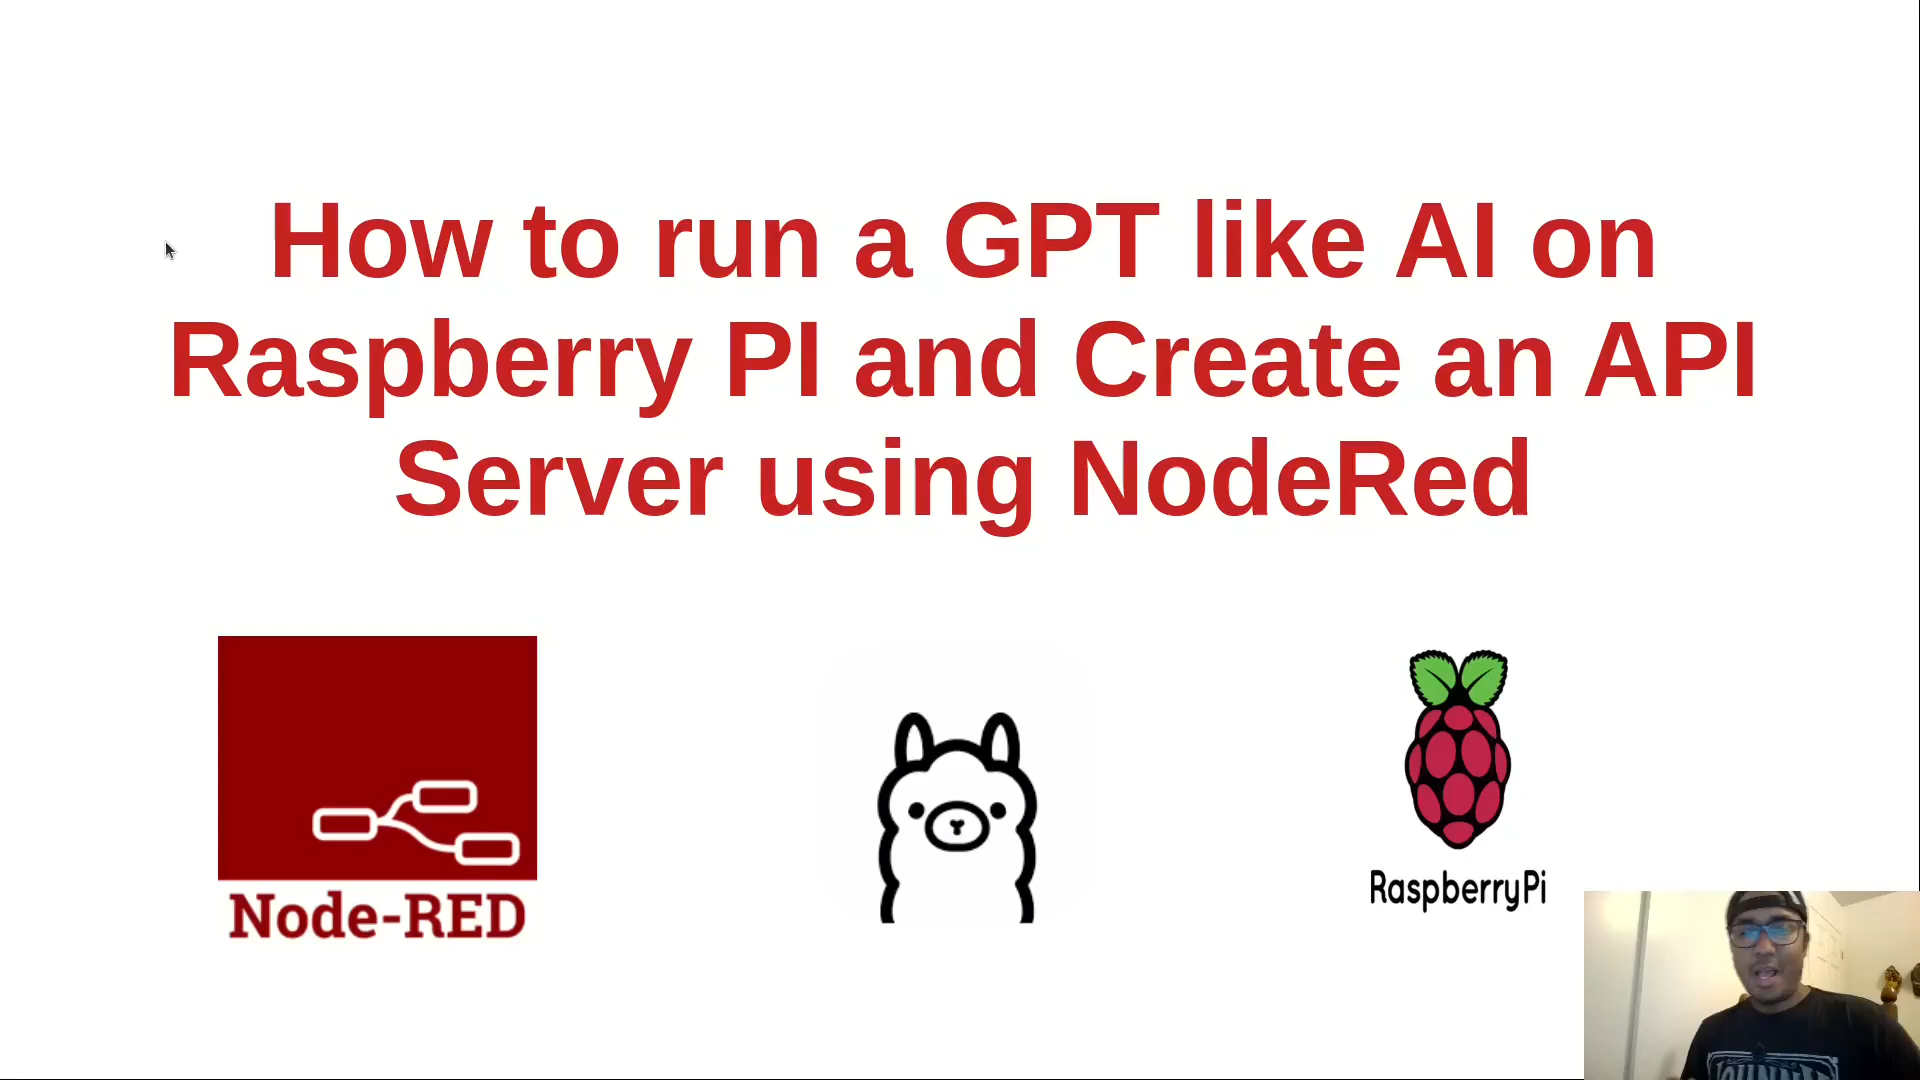 How to run a GPT like AI on
Raspberry PI and Create an API
Server using NodeRed
Node-RED
RaspberryPi